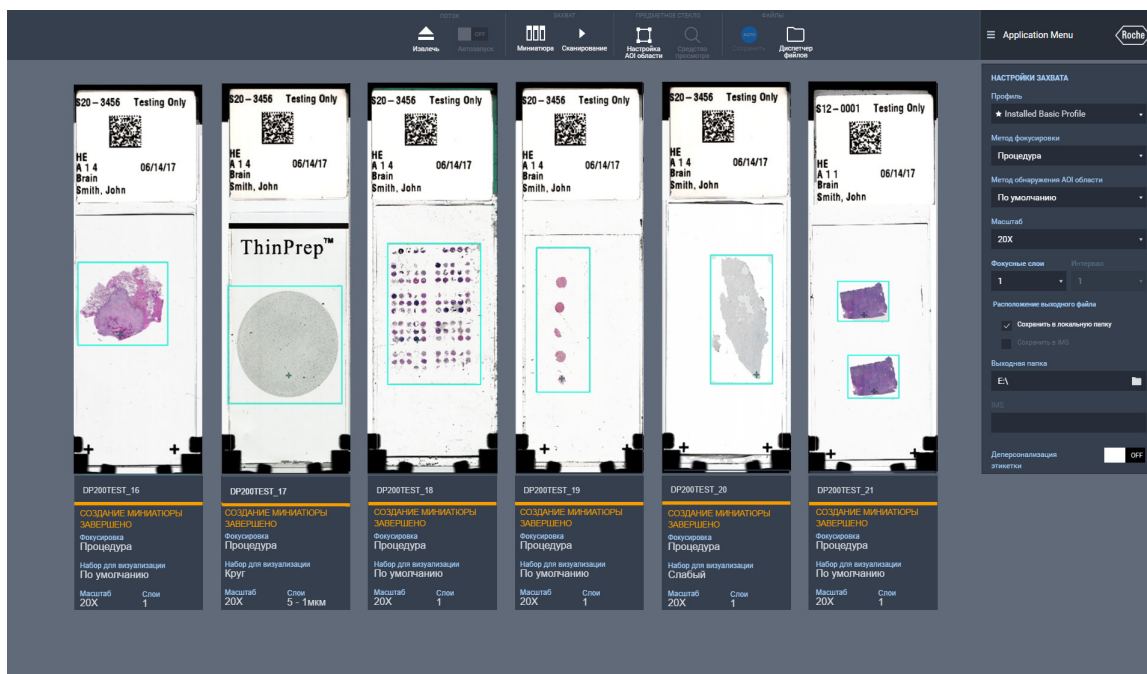 ПОТОК
ЗАХВАТ
ПРЕДМЕТНОЕ СТЕКЛО
ФАЙЛЫ
Извлечь
OFF
Автозапуск
Миниатюра
Сканирование
Настройка
AOI области
Средство
просмотра
AUTO
Сохранить
Диспетчер
файлов
Application Menu
Roche
S20-3456 Testing Only
HE
A 1 4 06/14/17
Brain
Smith, John
DP200TEST_16
СОЗДАНИЕ МИНИАТЮРЫ
ЗАВЕРШЕНО
Фокусировка
Процедура
Набор для визуализации
По умолчанию
Масштаб Слои
20X 1
S20-3456 Testing Only
HE
A 1 4 06/14/17
Brain
Smith, John
ThinPrep™
DP200TEST_17
СОЗДАНИЕ МИНИАТЮРЫ
ЗАВЕРШЕНО
Фокусировка
Процедура
Набор для визуализации
Круг
Масштаб Слои
20X 5 - 1мкм
S20-3456 Testing Only
HE
A 1 4 06/14/17
Brain
Smith, John
DP200TEST_18
СОЗДАНИЕ МИНИАТЮРЫ
ЗАВЕРШЕНО
Фокусировка
Процедура
Набор для визуализации
По умолчанию
Масштаб Слои
20X 1
S20-3456 Testing Only
HE
A 1 4 06/14/17
Brain
Smith, John
DP200TEST_19
СОЗДАНИЕ МИНИАТЮРЫ
ЗАВЕРШЕНО
Фокусировка
Процедура
Набор для визуализации
По умолчанию
Масштаб Слои
20X 1
S20-3456 Testing Only
HE
A 1 4 06/14/17
Brain
Smith, John
DP200TEST_20
СОЗДАНИЕ МИНИАТЮРЫ
ЗАВЕРШЕНО
Фокусировка
Процедура
Набор для визуализации
Слабый
Масштаб Слои
20X 1
S12-0001 Testing Only
HE
A 1 1 06/14/17
Brain
Smith, John
DP200TEST_21
СОЗДАНИЕ МИНИАТЮРЫ
ЗАВЕРШЕНО
Фокусировка
Процедура
Набор для визуализации
По умолчанию
Масштаб Слои
20X 1
НАСТРОЙКИ ЗАХВАТА
Профиль
★ Installed Basic Profile
Метод фокусировки
Процедура
Метод обнаружения AOI области
По умолчанию
Масштаб
20X
Фокусные слои Интервал
1 1
Расположение выходного файла
Сохранить в локальную папку
Сохранить в IMS
Выходная папка
E:\
IMS
Деперсонализация
этикетки
OFF